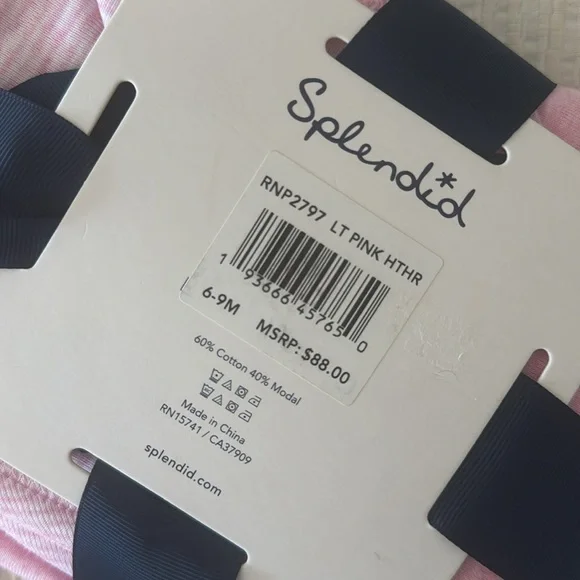 Splendid
RNP2797 LT PINK HTHR
1 93666 45765 0
6-9M MSRP: $88.00
60% Cotton 40% Modal
Made in China
RN15741 / CA37909
splendid.com